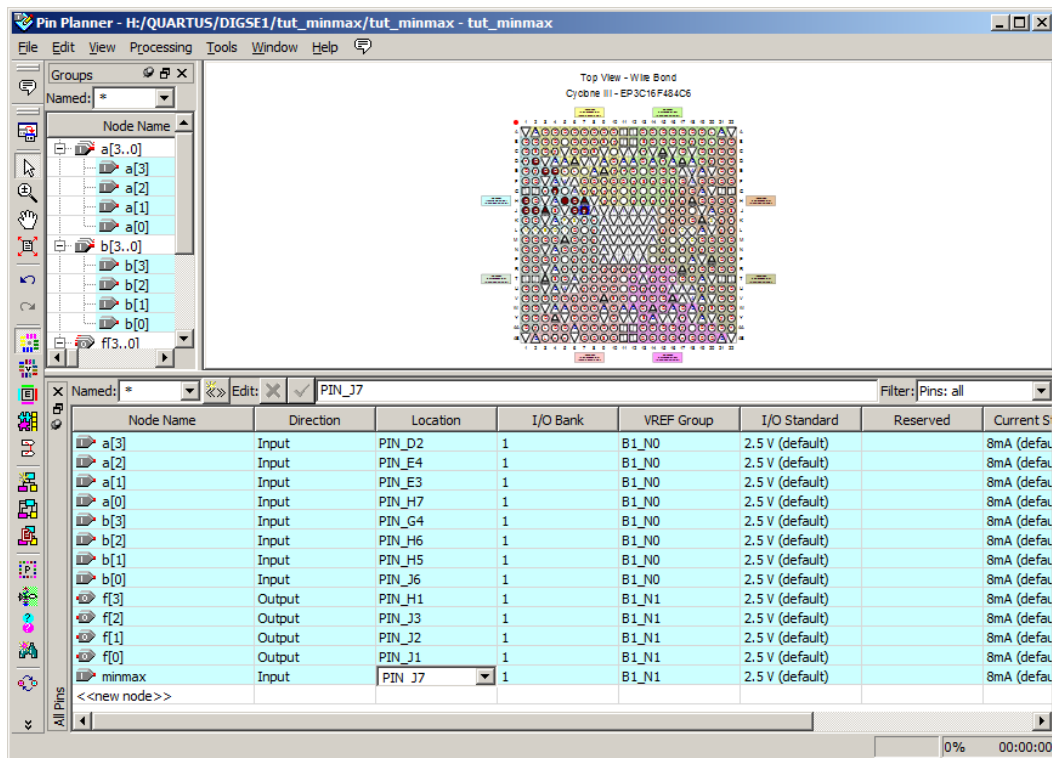 Pin Planner - H:/QUARTUS/DIGSE1/tut_minmax/tut_minmax - tut_minmax
File Edit View Processing Tools Window Help
Groups
Named: *
Node Name
a[3..0]
a[3]
a[2]
a[1]
a[0]
b[3..0]
b[3]
b[2]
b[1]
b[0]
f[3..0]
Top View - Wire Bond
Cyclone III - EP3C16F484C6
Named: * Edit: PIN_J7 Filter: Pins: all
Node Name Direction Location I/O Bank VREF Group I/O Standard Reserved Current S
a[3] Input PIN_D2 1 B1_N0 2.5 V (default) 8mA (defau
a[2] Input PIN_E4 1 B1_N0 2.5 V (default) 8mA (defau
a[1] Input PIN_E3 1 B1_N0 2.5 V (default) 8mA (defau
a[0] Input PIN_H7 1 B1_N0 2.5 V (default) 8mA (defau
b[3] Input PIN_G4 1 B1_N0 2.5 V (default) 8mA (defau
b[2] Input PIN_H6 1 B1_N0 2.5 V (default) 8mA (defau
b[1] Input PIN_H5 1 B1_N0 2.5 V (default) 8mA (defau
b[0] Input PIN_J6 1 B1_N0 2.5 V (default) 8mA (defau
f[3] Output PIN_H1 1 B1_N1 2.5 V (default) 8mA (defau
f[2] Output PIN_J3 1 B1_N1 2.5 V (default) 8mA (defau
f[1] Output PIN_J2 1 B1_N1 2.5 V (default) 8mA (defau
f[0] Output PIN_J1 1 B1_N1 2.5 V (default) 8mA (defau
minmax Input PIN_J7 1 B1_N1 2.5 V (default) 8mA (defau
<<new node>>
All Pins
0% 00:00:00